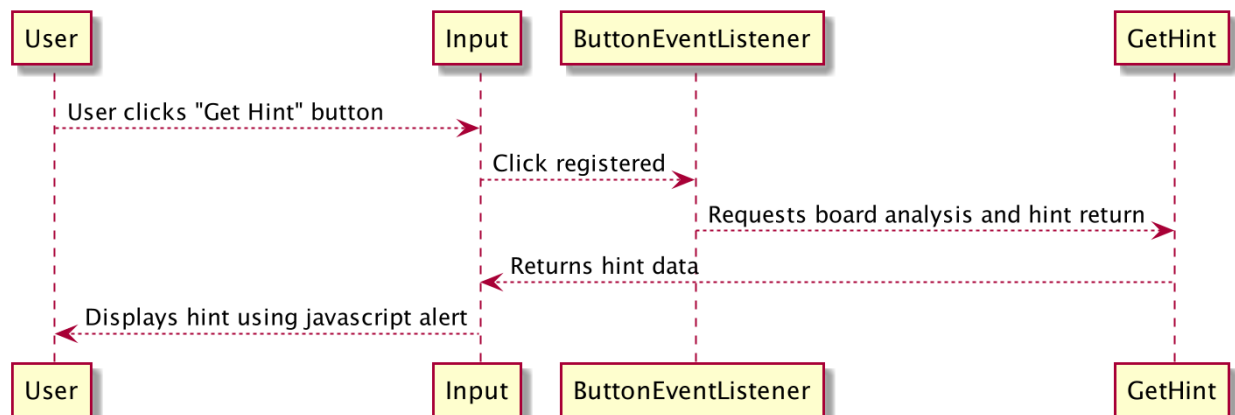 User
Input
ButtonEventListener
GetHint
User clicks "Get Hint" button
Click registered
Requests board analysis and hint return
Returns hint data
Displays hint using javascript alert
User
Input
ButtonEventListener
GetHint